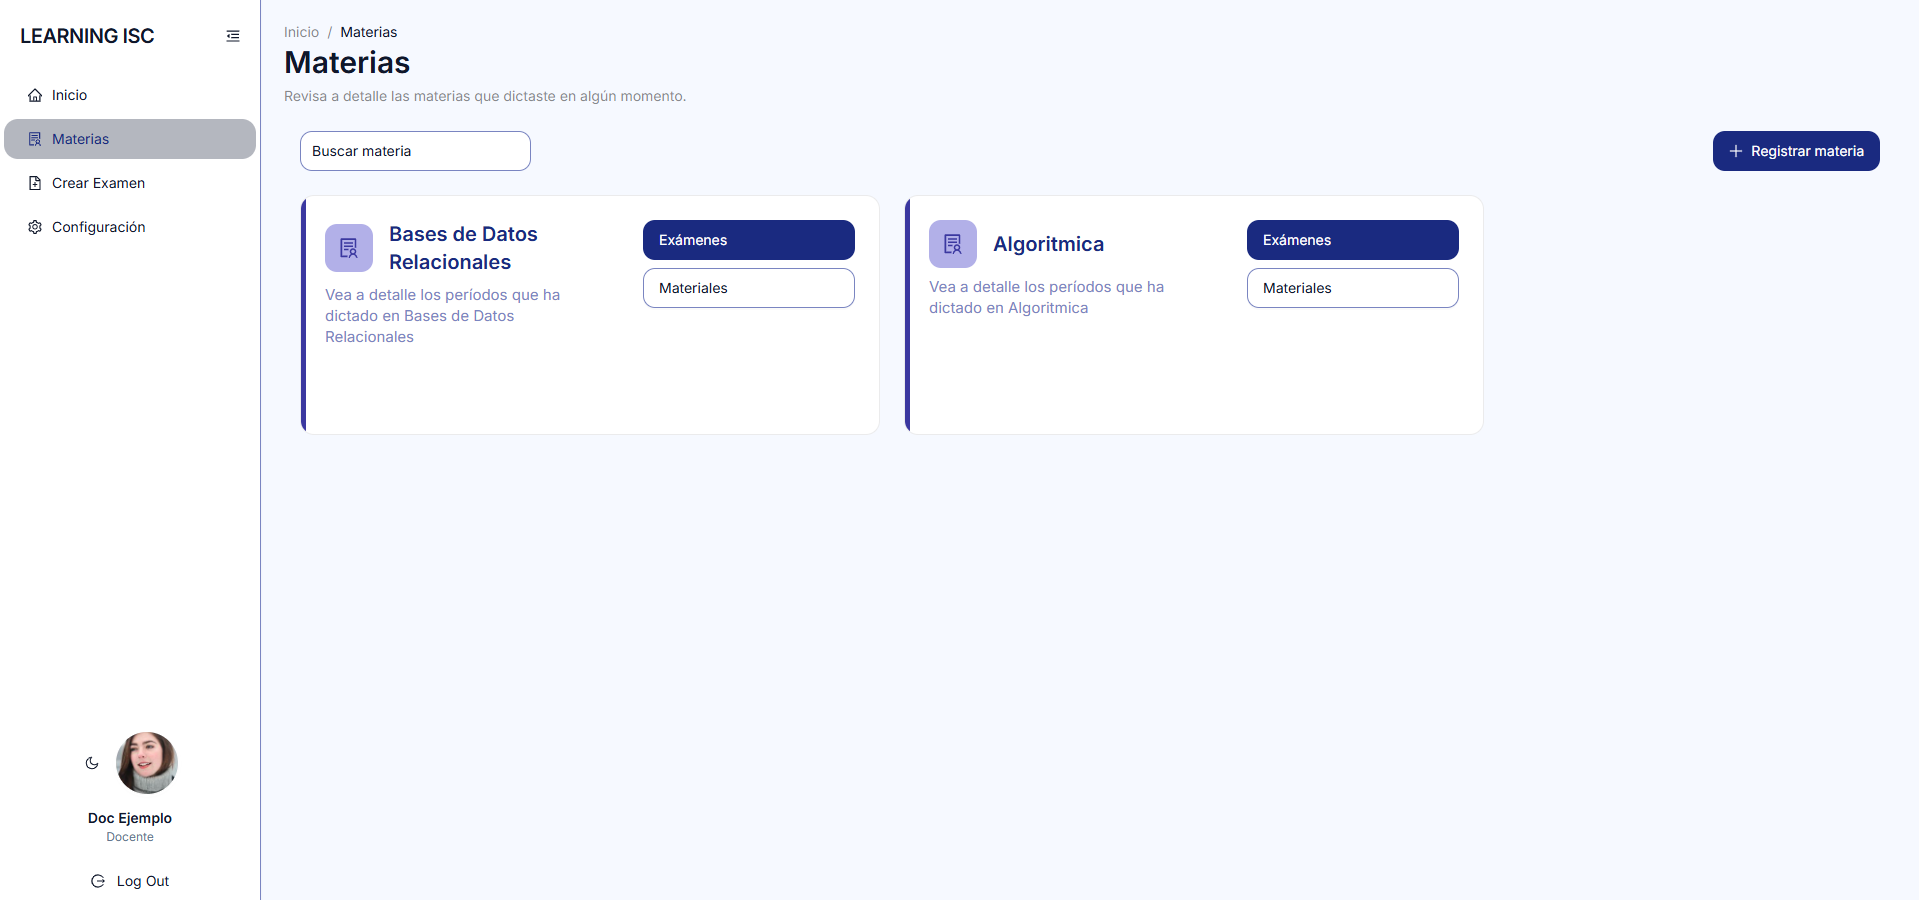 LEARNING ISC
Inicio
Materias
Crear Examen
Configuración
Doc Ejemplo
Docente
Log Out
Inicio / Materias
Materias
Revisa a detalle las materias que dictaste en algún momento.
Buscar materia
Registrar materia
Bases de Datos
Relacionales
Vea a detalle los períodos que ha
dictado en Bases de Datos
Relacionales
Exámenes
Materiales
Algoritmica
Vea a detalle los períodos que ha
dictado en Algoritmica
Exámenes
Materiales